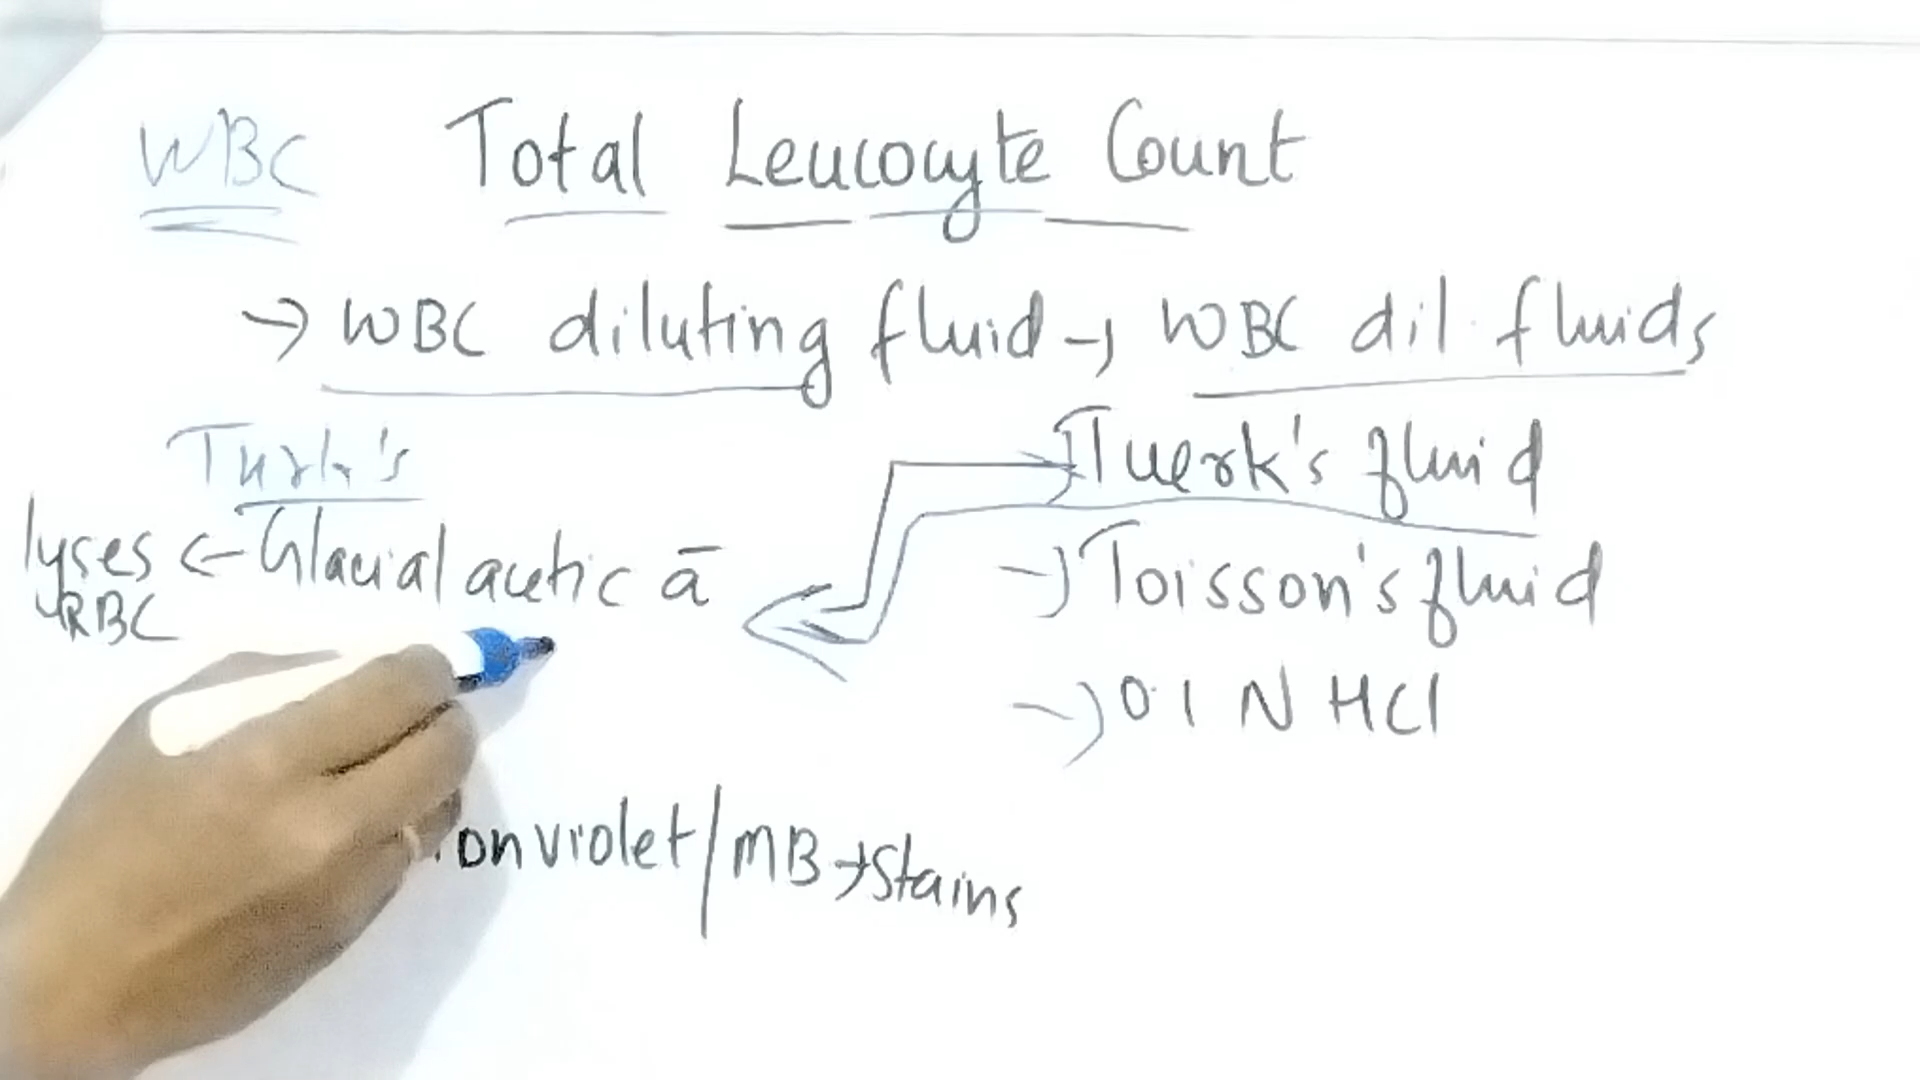 WBC Total Leucocyte Count
→ WBC diluting fluid → WBC dil. fluids
Turk's
Tuerk's fluid
lyses ← Glacial acetic ā
RBC
→ Toisson's fluid
→ 0.1 N HCl
on violet / MB → Stains